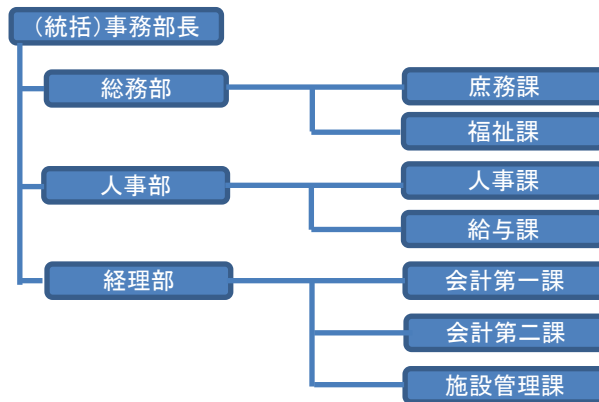 （統括）事務部長
総務部
庶務課
福祉課
人事部
人事課
給与課
経理部
会計第一課
会計第二課
施設管理課